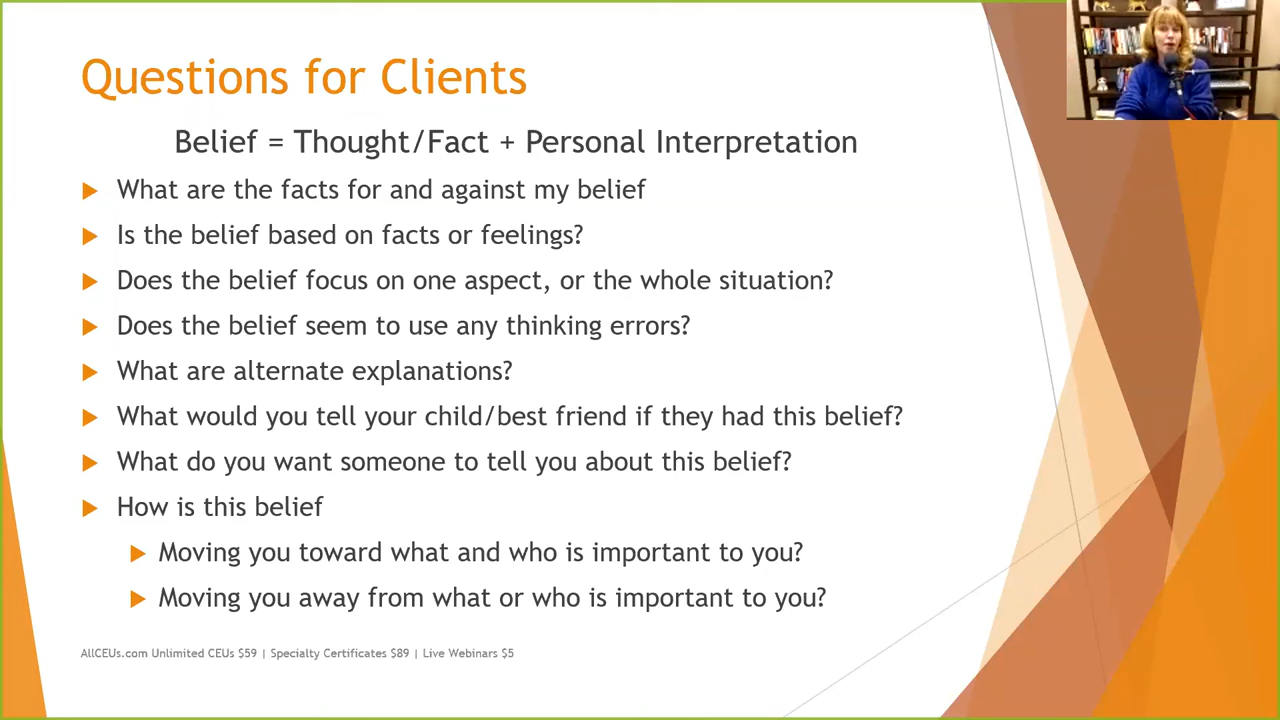 Questions for Clients
Belief = Thought/Fact + Personal Interpretation
What are the facts for and against my belief
Is the belief based on facts or feelings?
Does the belief focus on one aspect, or the whole situation?
Does the belief seem to use any thinking errors?
What are alternate explanations?
What would you tell your child/best friend if they had this belief?
What do you want someone to tell you about this belief?
How is this belief
Moving you toward what and who is important to you?
Moving you away from what or who is important to you?
AllCEUs.com Unlimited CEUs $59 | Specialty Certificates $89 | Live Webinars $5